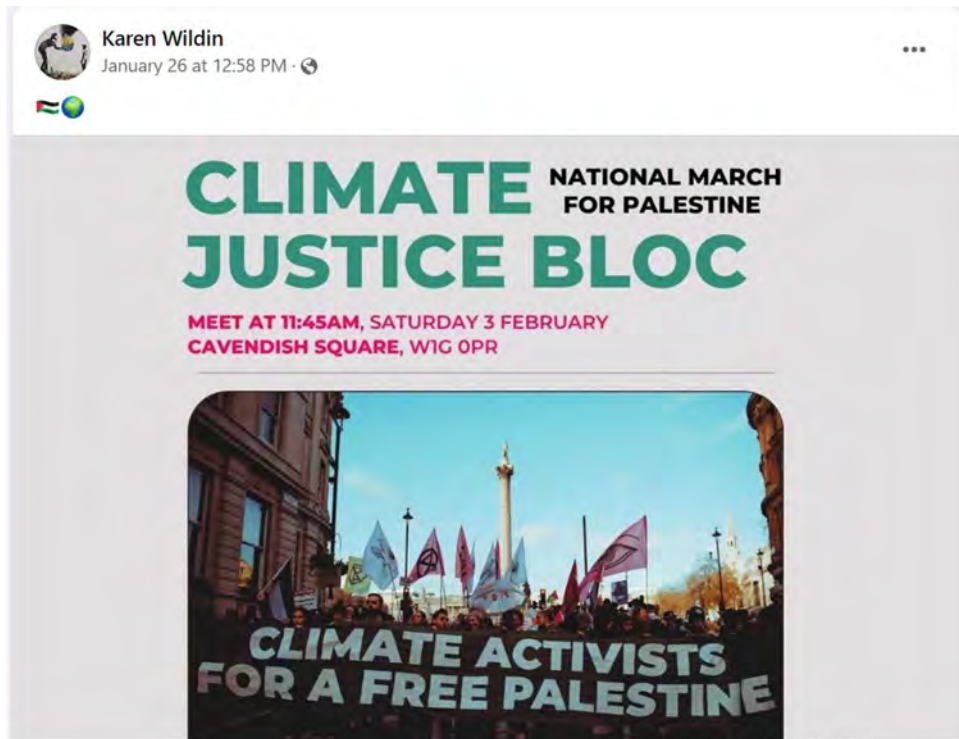 Karen Wildin
January 26 at 12:58 PM ·
🇵🇸🌍
CLIMATE
NATIONAL MARCH
FOR PALESTINE
JUSTICE BLOC
MEET AT 11:45AM, SATURDAY 3 FEBRUARY
CAVENDISH SQUARE, W1G 0PR
CLIMATE ACTIVISTS
FOR A FREE PALESTINE